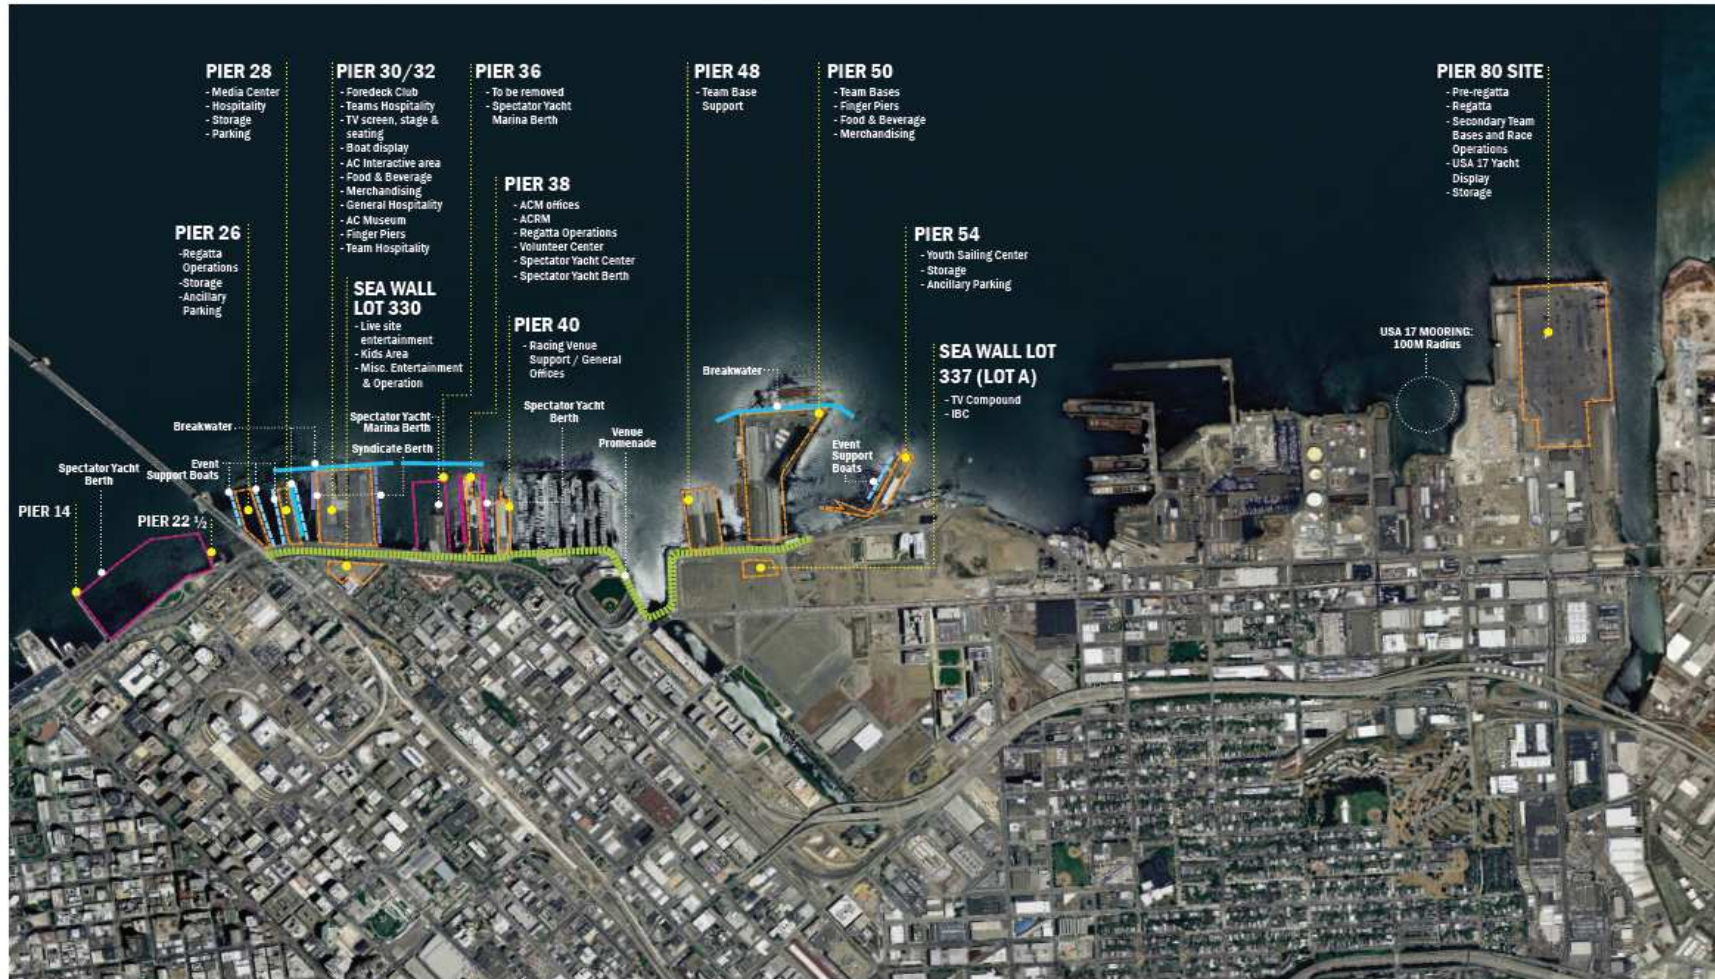 PIER 28
- Media Center
- Hospitality
- Storage
- Parking
PIER 30/32
- Foredeck Club
- Teams Hospitality
- TV screen, stage &
seating
- Boat display
- AC Interactive area
- Food & Beverage
- Merchandising
- General Hospitality
- AC Museum
- Finger Piers
- Team Hospitality
PIER 36
- To be removed
- Spectator Yacht
Marina Berth
PIER 48
- Team Base
Support
PIER 50
- Team Bases
- Finger Piers
- Food & Beverage
- Merchandising
PIER 80 SITE
- Pre-regatta
- Regatta
- Secondary Team
Bases and Race
Operations
- USA 17 Yacht
Display
- Storage
PIER 38
- ACM offices
- ACRM
- Regatta Operations
- Volunteer Center
- Spectator Yacht Center
- Spectator Yacht Berth
PIER 26
-Regatta
Operations
-Storage
-Ancillary
Parking
SEA WALL
LOT 330
- Live site
entertainment
- Kids Area
- Misc. Entertainment
& Operation
PIER 40
- Racing Venue
Support / General
Offices
PIER 54
- Youth Sailing Center
- Storage
- Ancillary Parking
SEA WALL LOT
337 (LOT A)
- TV Compound
- IBC
USA 17 MOORING:
100M Radius
Breakwater
Spectator Yacht
Marina Berth
Spectator Yacht
Berth
Venue
Promenade
Breakwater
Syndicate Berth
Event
Support
Boats
Event
Support Boats
Spectator Yacht
Berth
PIER 14
PIER 22 ½